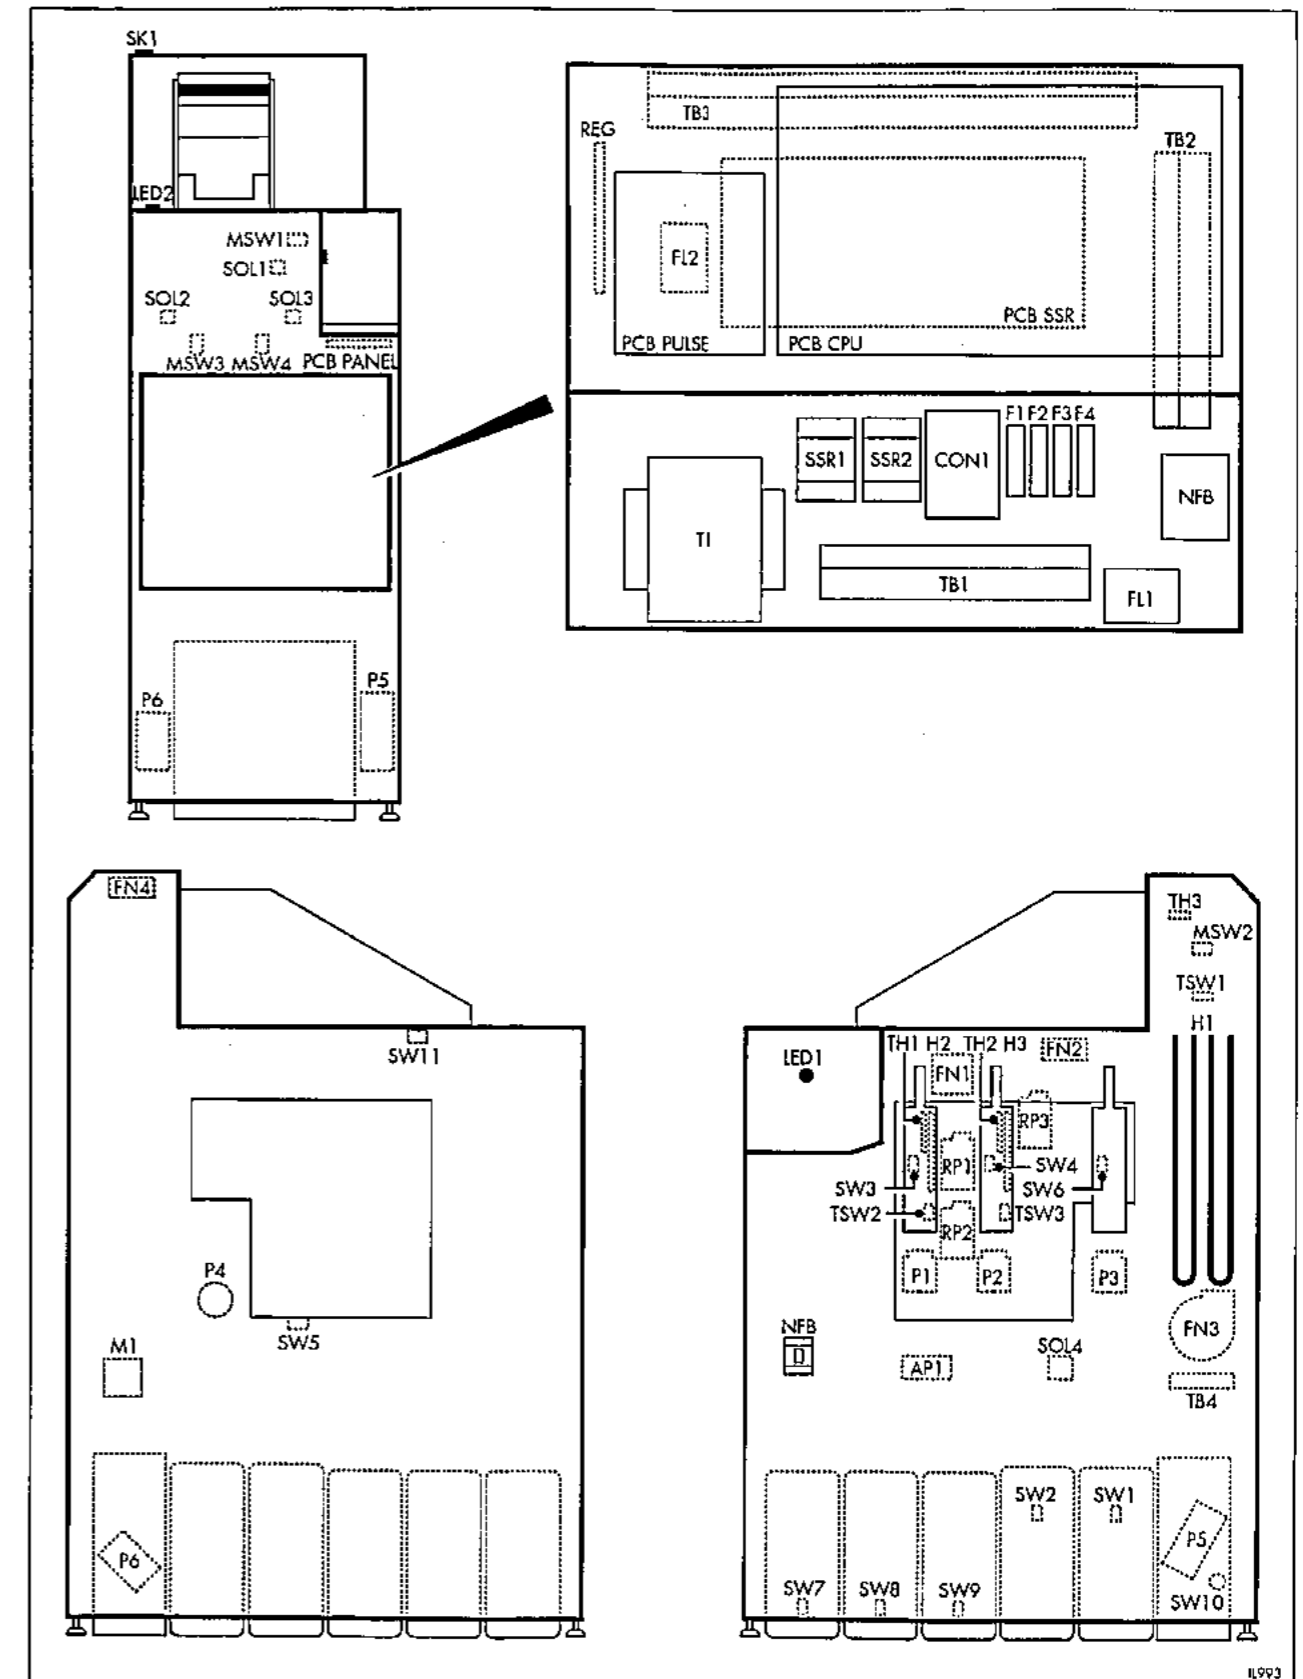 SK1
LED2
MSW1
SOL1
SOL2
SOL3
MSW3 MSW4 PCB PANEL
P6
P5
TB3
REG
TB2
FL2
PCB SSR
PCB PULSE
PCB CPU
F1 F2 F3 F4
SSR1
SSR2
CON1
NFB
T1
TB1
FL1
FN4
SW11
P4
SW5
M1
P6
TH3
MSW2
TSW1
H1
LED1
TH1 H2 TH2 H3
FN2
FN1
RP3
RP1
SW4
SW3
SW6
TSW2
TSW3
RP2
P1
P2
P3
NFB
FN3
SOL4
AP1
TB4
SW2
SW1
P5
SW7
SW8
SW9
SW10
IL993